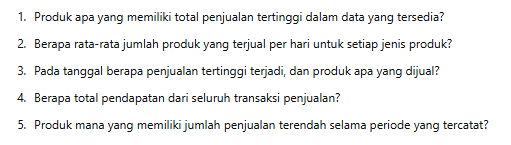 1. Produk apa yang memiliki total penjualan tertinggi dalam data yang tersedia?
2. Berapa rata-rata jumlah produk yang terjual per hari untuk setiap jenis produk?
3. Pada tanggal berapa penjualan tertinggi terjadi, dan produk apa yang dijual?
4. Berapa total pendapatan dari seluruh transaksi penjualan?
5. Produk mana yang memiliki jumlah penjualan terendah selama periode yang tercatat?